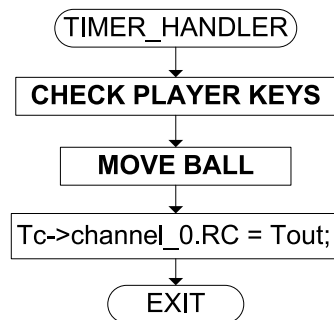 TIMER_HANDLER
CHECK PLAYER KEYS
MOVE BALL
Tc->channel_0.RC = Tout;
EXIT